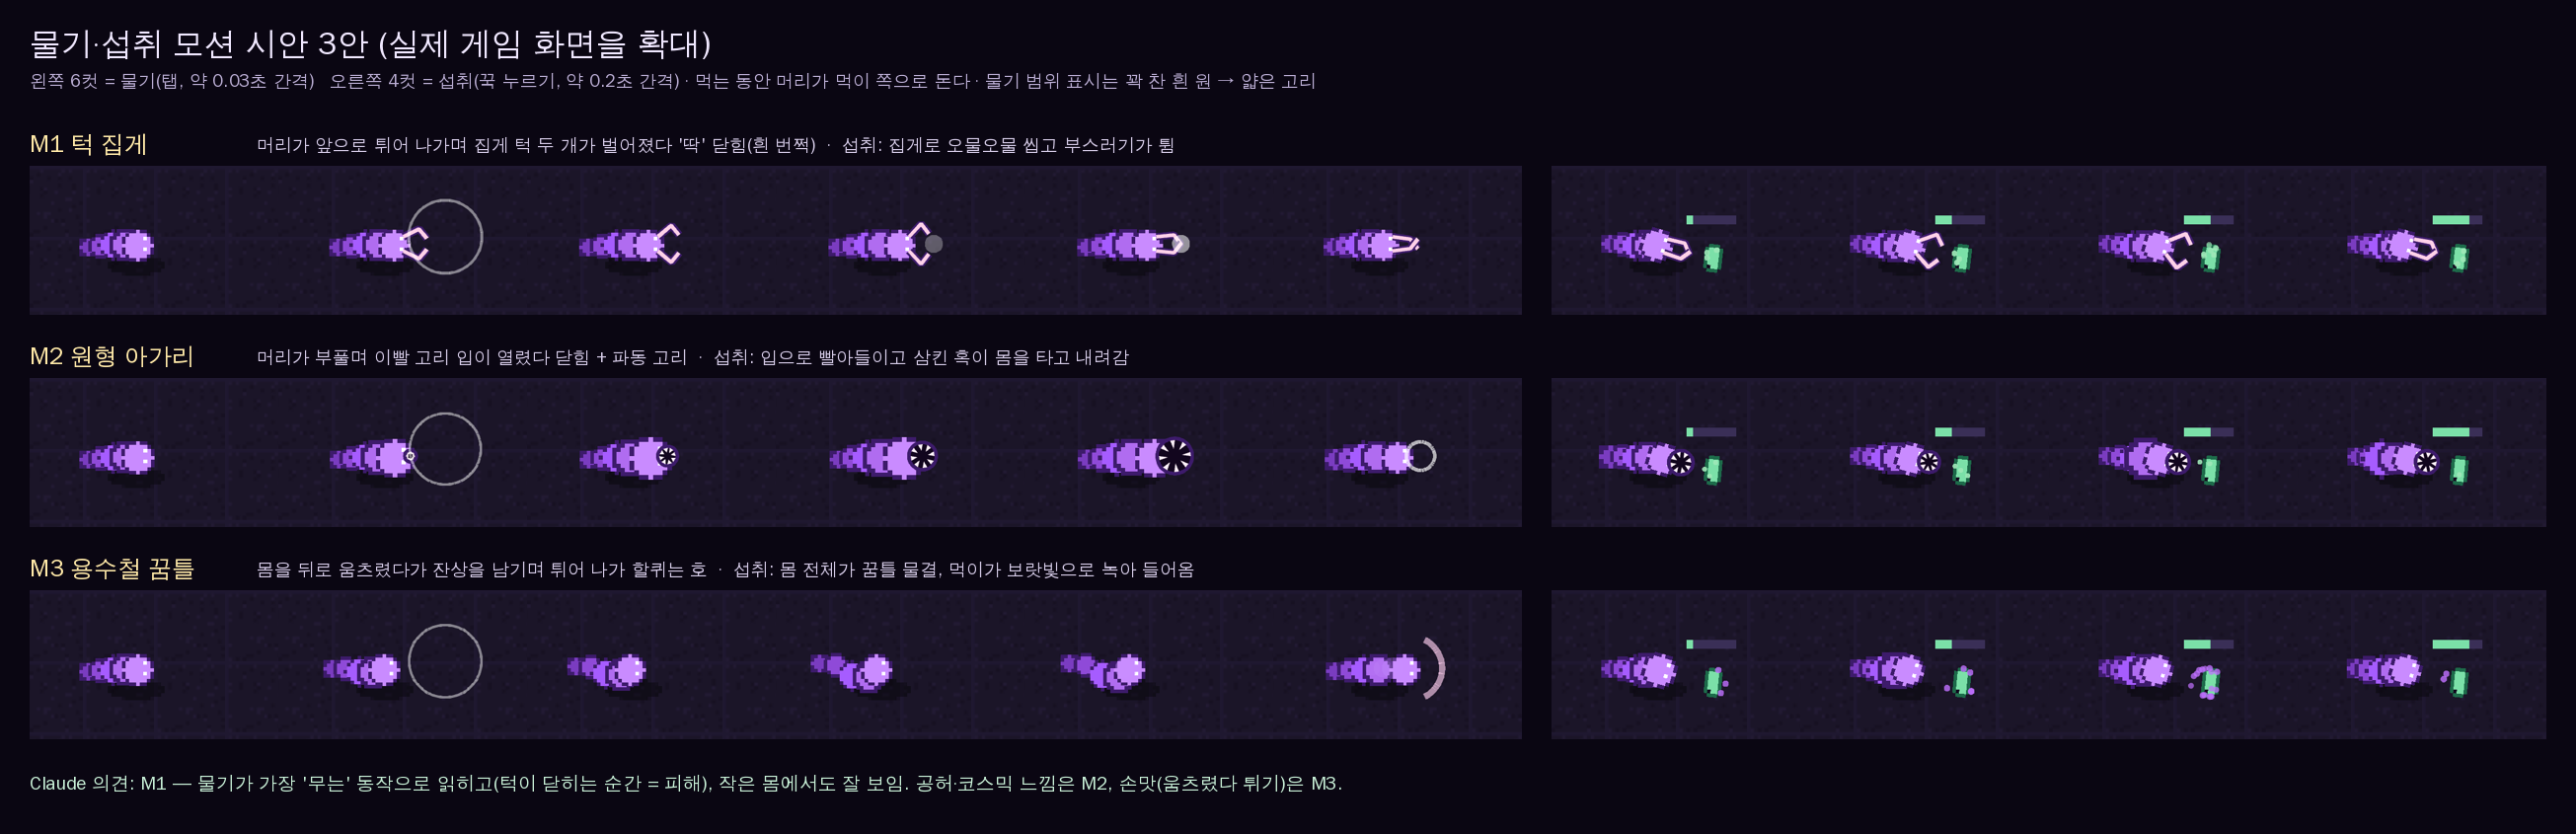 물기·섭취 모션 시안 3안 (실제 게임 화면을 확대)
왼쪽 6컷 = 물기(탭, 약 0.03초 간격)   오른쪽 4컷 = 섭취(꾹 누르기, 약 0.2초 간격) · 먹는 동안 머리가 먹이 쪽으로 돈다 · 물기 범위 표시는 꽉 찬 흰 원 → 얇은 고리
M1 턱 집게   머리가 앞으로 튀어 나가며 집게 턱 두 개가 벌어졌다 '딱' 닫힘(흰 번쩍)  ·  섭취: 집게로 오물오물 씹고 부스러기가 튐
M2 원형 아가리   머리가 부풀며 이빨 고리 입이 열렸다 닫힘 + 파동 고리  ·  섭취: 입으로 빨아들이고 삼킨 혹이 몸을 타고 내려감
M3 용수철 꿈틀   몸을 뒤로 움츠렸다가 잔상을 남기며 튀어 나가 할퀴는 호  ·  섭취: 몸 전체가 꿈틀 물결, 먹이가 보랏빛으로 녹아 들어옴
Claude 의견: M1 — 물기가 가장 '무는' 동작으로 읽히고(턱이 닫히는 순간 = 피해), 작은 몸에서도 잘 보임. 공허·코스믹 느낌은 M2, 손맛(움츠렸다 튀기)은 M3.